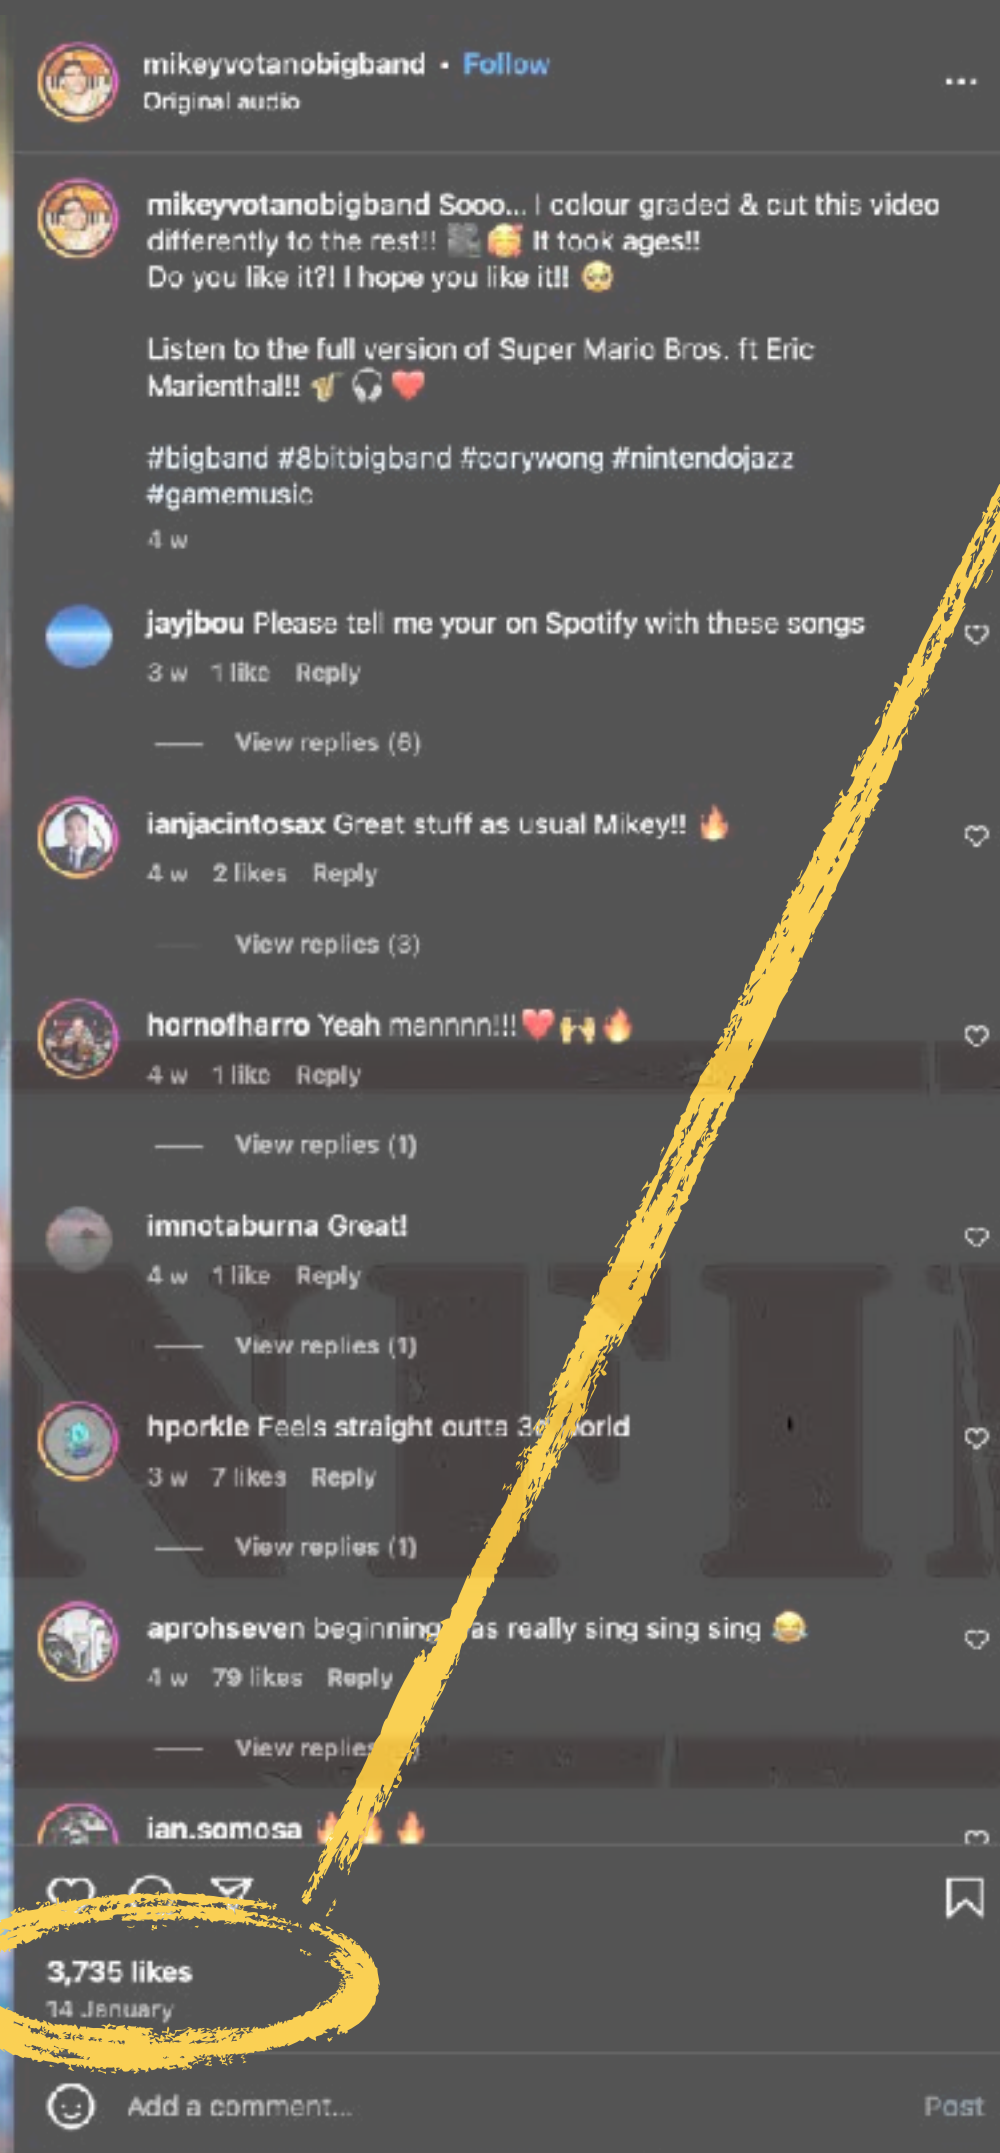 mikeyvotanobigband • Follow
Original audio
mikeyvotanobigband Sooo... I colour graded & cut this video
differently to the rest!! 🎥🥰 It took ages!!
Do you like it?! I hope you like it!! 🥺
Listen to the full version of Super Mario Bros. ft Eric
Marienthal!! 🎷🎧❤️
#bigband #8bitbigband #corywong #nintendojazz
#gamemusic
4 w
jayjbou Please tell me your on Spotify with these songs
3 w 1 like Reply
View replies (6)
ianjacintosax Great stuff as usual Mikey!! 🔥
4 w 2 likes Reply
View replies (3)
hornofharro Yeah mannnn!!!❤️🙌🔥
4 w 1 like Reply
View replies (1)
imnotaburna Great!
4 w 1 like Reply
View replies (1)
hporkle Feels straight outta
3 w 7 likes Reply
View replies (1)
aprohseven beginning really sing sing sing 😂
4 w 79 likes Reply
View replies
ian.somosa 🔥🔥🔥
3,735 likes
14 January
Add a comment...
Post